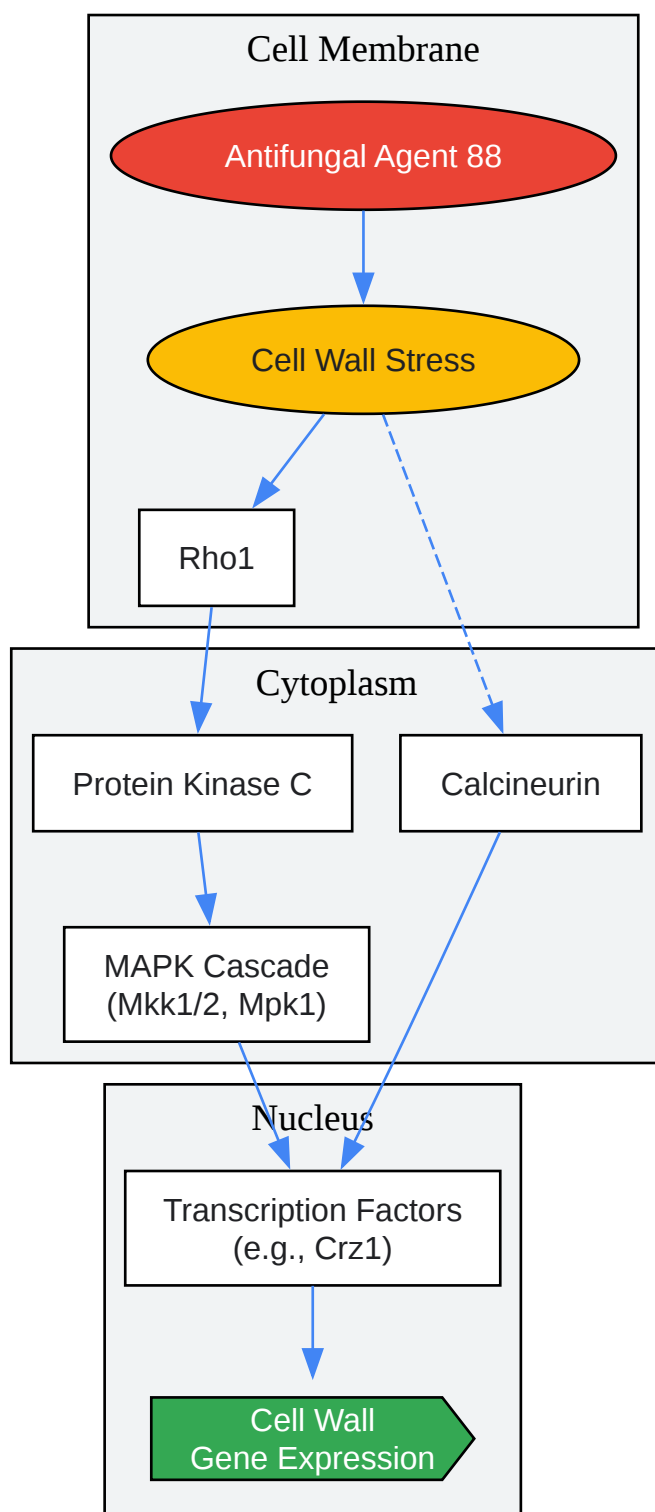 Cell Membrane
Antifungal Agent 88
Cell Wall Stress
Rho1
Cytoplasm
Protein Kinase C
Calcineurin
MAPK Cascade
(Mkk1/2, Mpk1)
Nucleus
Transcription Factors
(e.g., Crz1)
Cell Wall
Gene Expression